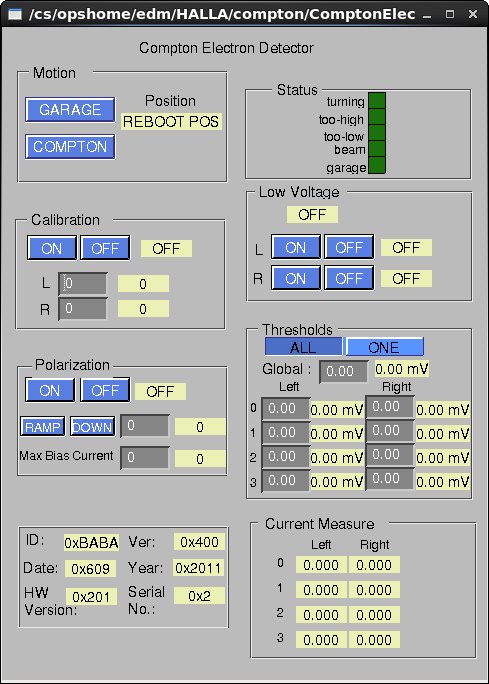 /cs/opshome/edm/HALLA/compton/ComptonElec
Compton Electron Detector
Motion
GARAGE
COMPTON
Position
REBOOT POS
Status
turning
too-high
too-low
beam
garage
Low Voltage
OFF
L ON OFF OFF
R ON OFF OFF
Calibration
ON OFF OFF
L 0 0
R 0 0
Thresholds
ALL ONE
Global : 0.00 0.00 mV
Left Right
0 0.00 0.00 mV 0.00 0.00 mV
1 0.00 0.00 mV 0.00 0.00 mV
2 0.00 0.00 mV 0.00 0.00 mV
3 0.00 0.00 mV 0.00 0.00 mV
Polarization
ON OFF OFF
RAMP DOWN 0 0
Max Bias Current 0 0
ID: 0xBABA Ver: 0x400
Date: 0x609 Year: 0x2011
HW Version: 0x201 Serial No.: 0x2
Current Measure
Left Right
0 0.000 0.000
1 0.000 0.000
2 0.000 0.000
3 0.000 0.000